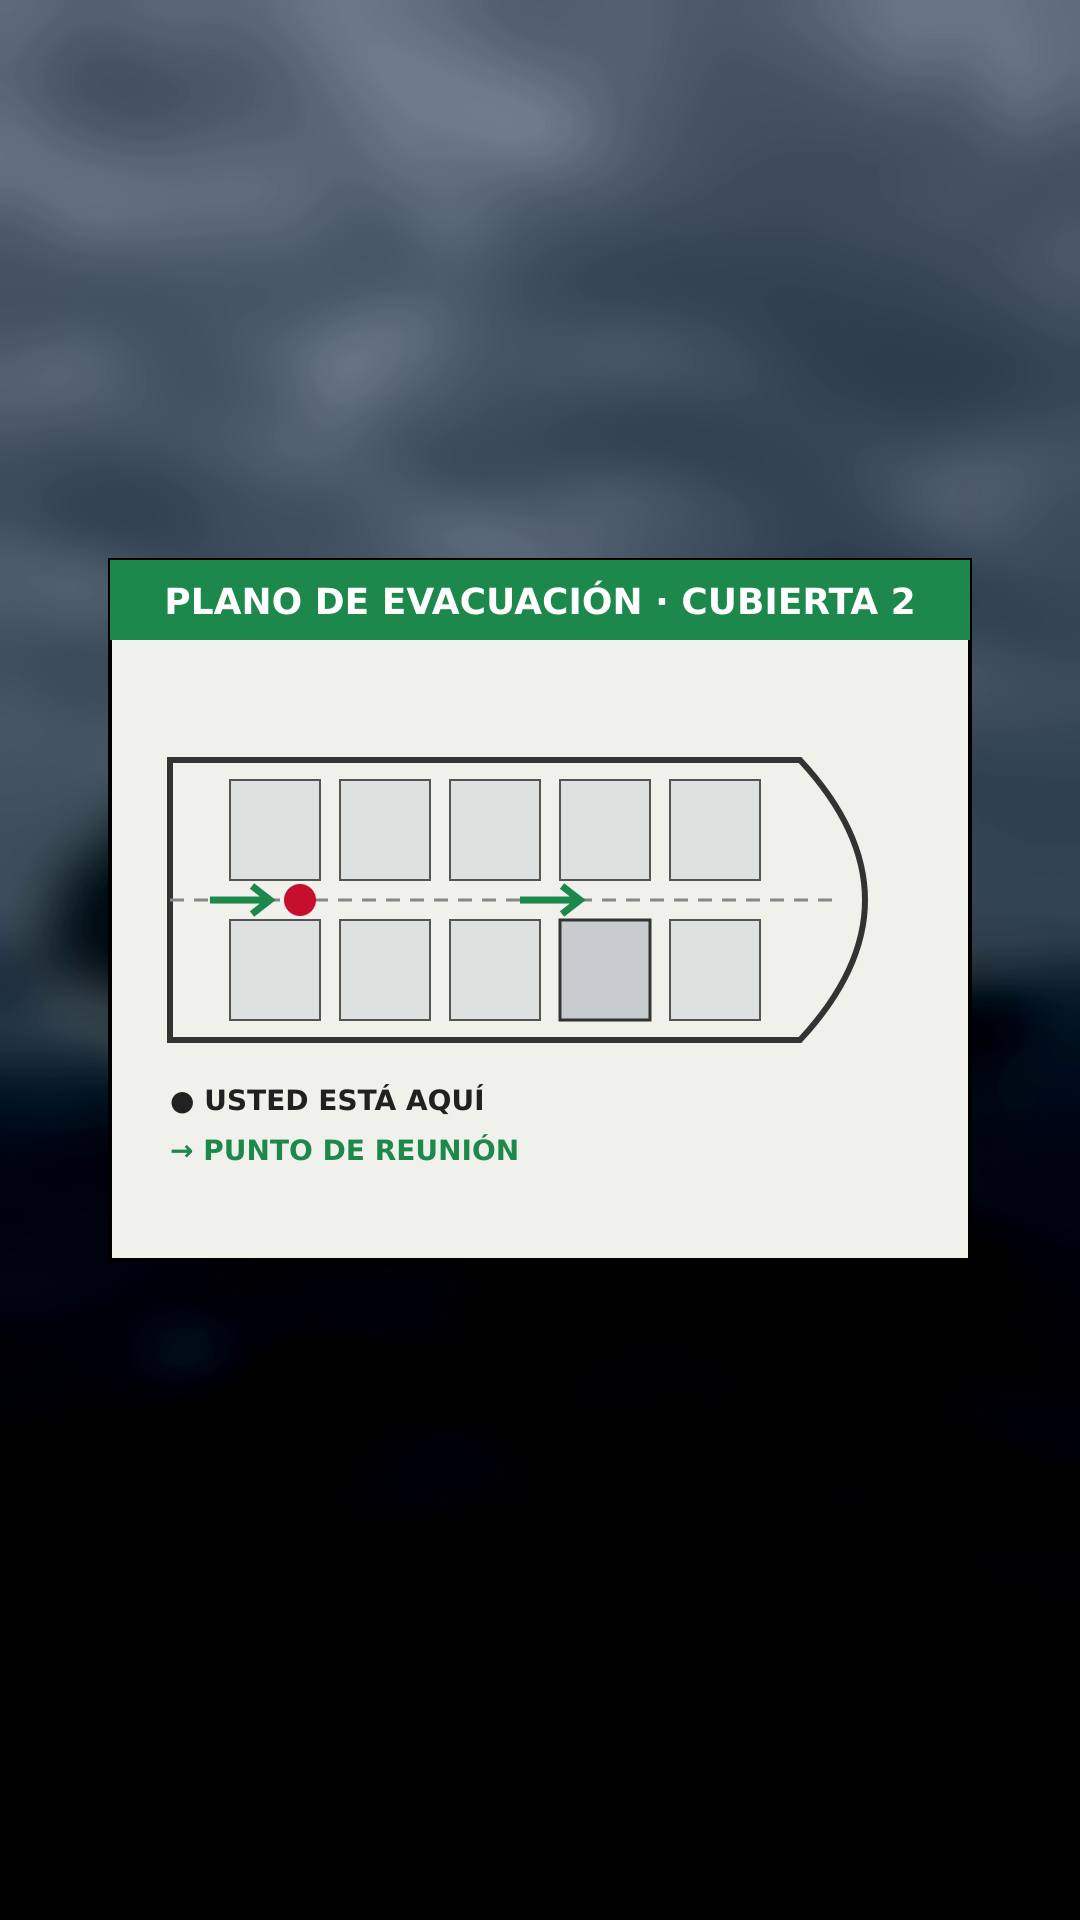 PLANO DE EVACUACIÓN · CUBIERTA 2
● USTED ESTÁ AQUÍ
→ PUNTO DE REUNIÓN